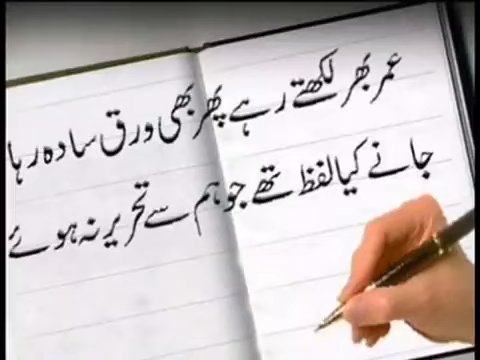 عمر بھر لکھتے رہے پھر بھی ورق سادہ رہا
جانے کیا لفظ تھے جو ہم سے تحریر نہ ہوئے